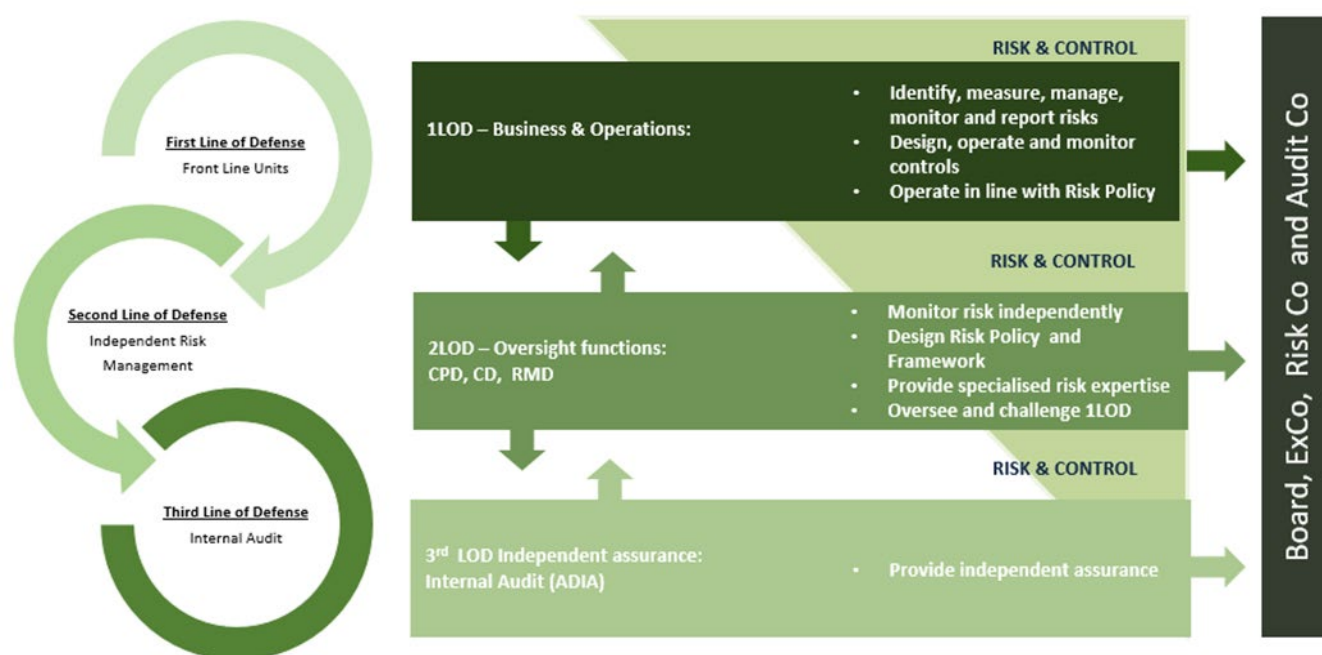 First Line of Defense
Front Line Units
Second Line of Defense
Independent Risk
Management
Third Line of Defense
Internal Audit
RISK & CONTROL
1LOD – Business & Operations:
• Identify, measure, manage,
monitor and report risks
• Design, operate and monitor
controls
• Operate in line with Risk Policy
RISK & CONTROL
2LOD – Oversight functions:
CPD, CD, RMD
• Monitor risk independently
• Design Risk Policy and
Framework
• Provide specialised risk expertise
• Oversee and challenge 1LOD
RISK & CONTROL
3rd LOD Independent assurance:
Internal Audit (ADIA)
• Provide independent assurance
Board, ExCo, Risk Co and Audit Co